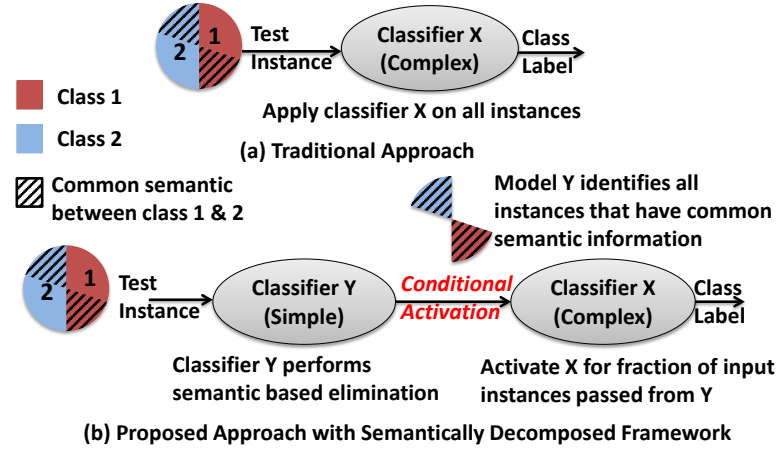 1
2
Test
Instance
Classifier X
(Complex)
Class
Label
Class 1
Class 2
Apply classifier X on all instances
(a) Traditional Approach
Common semantic
between class 1 & 2
Model Y identifies all
instances that have common
semantic information
1
2
Test
Instance
Classifier Y
(Simple)
Conditional
Activation
Classifier X
(Complex)
Class
Label
Classifier Y performs
semantic based elimination
Activate X for fraction of input
instances passed from Y
(b) Proposed Approach with Semantically Decomposed Framework